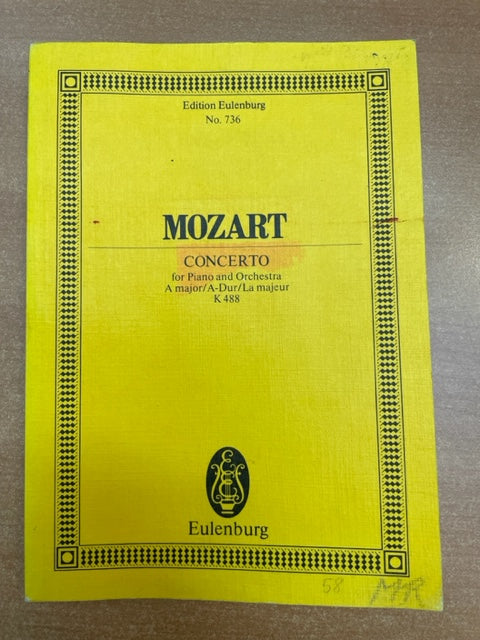 Edition Eulenburg
No. 736
MOZART
CONCERTO
for Piano and Orchestra
A major/A-Dur/La majeur
K 488
Eulenburg
58